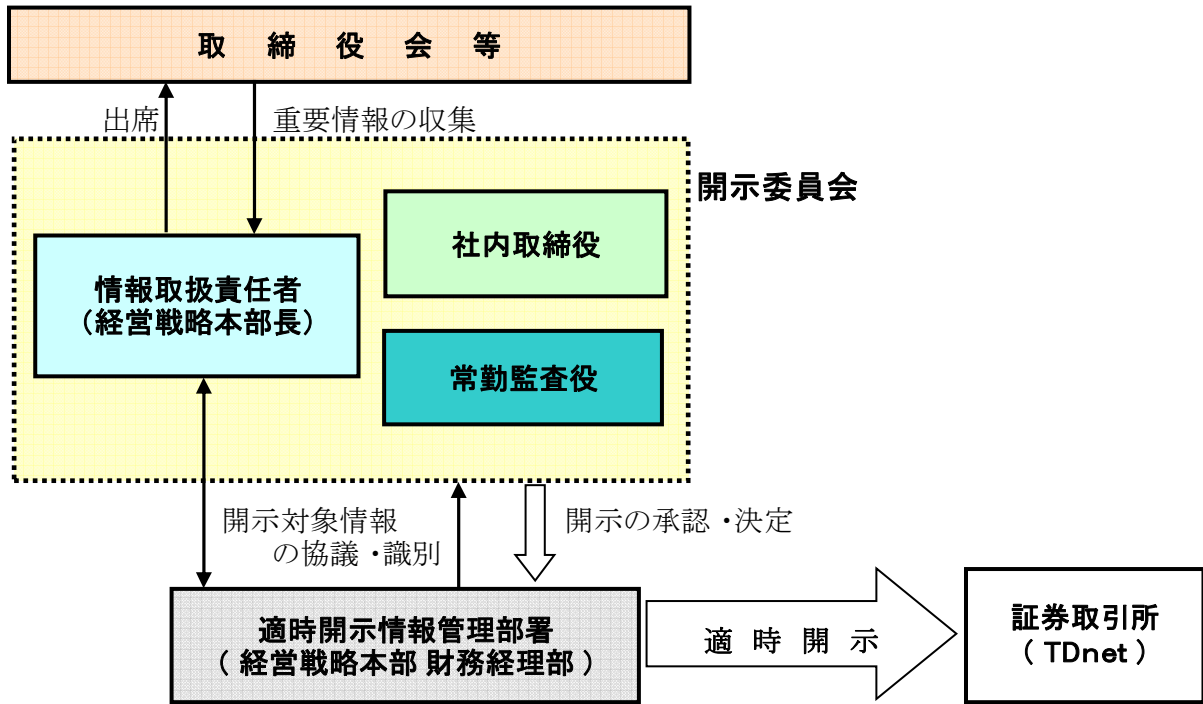 取締役会等
出席
重要情報の収集
開示委員会
社内取締役
情報取扱責任者
（経営戦略本部長）
常勤監査役
開示対象情報
の協議・識別
開示の承認・決定
適時開示情報管理部署
（ 経営戦略本部 財務経理部 ）
適 時 開 示
証券取引所
（ TDnet ）